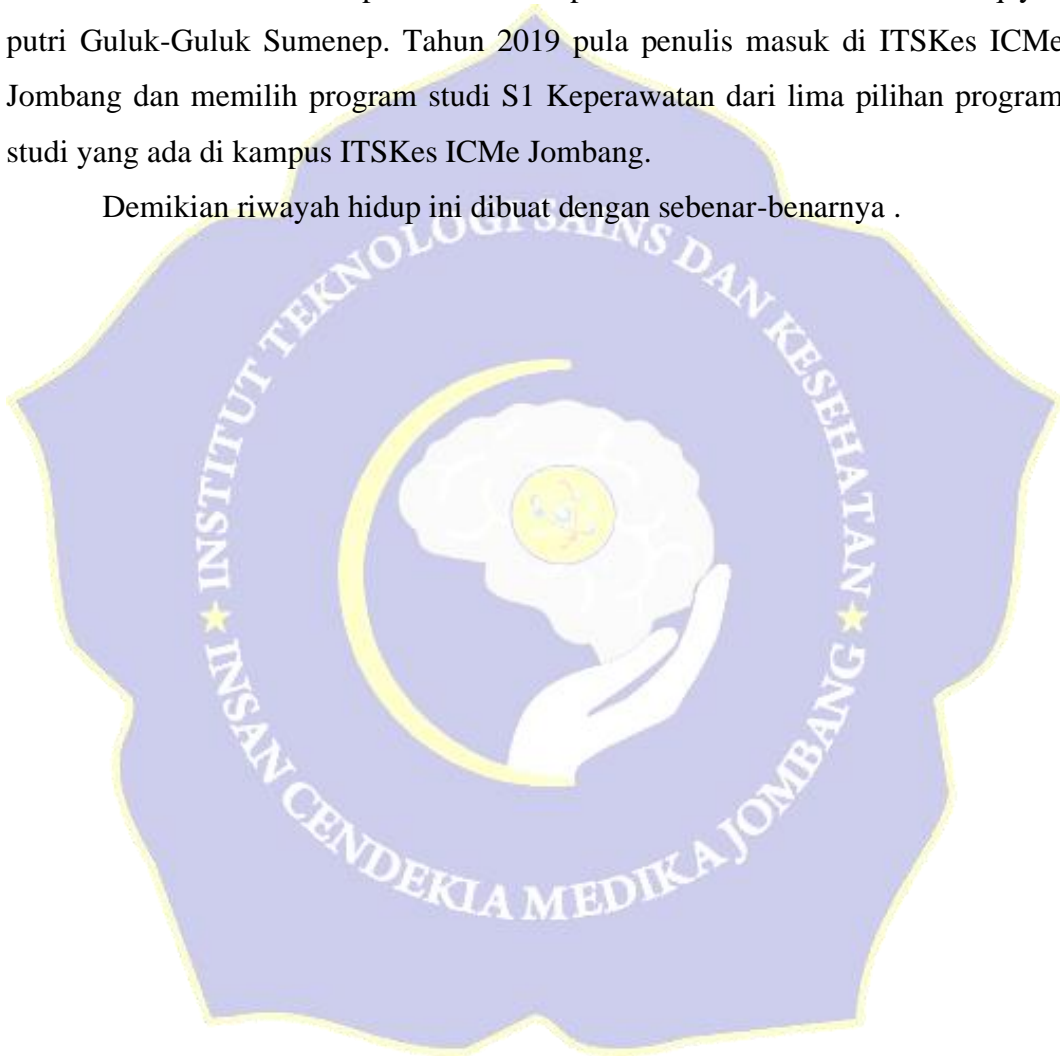 putri Guluk-Guluk Sumenep. Tahun 2019 pula penulis masuk di ITSKes ICMe
Jombang dan memilih program studi S1 Keperawatan dari lima pilihan program
studi yang ada di kampus ITSKes ICMe Jombang.
Demikian riwayah hidup ini dibuat dengan sebenar-benarnya .
INSTITUT TEKNOLOGI SAINS DAN KESEHATAN
INSAN CENDEKIA MEDIKA JOMBANG